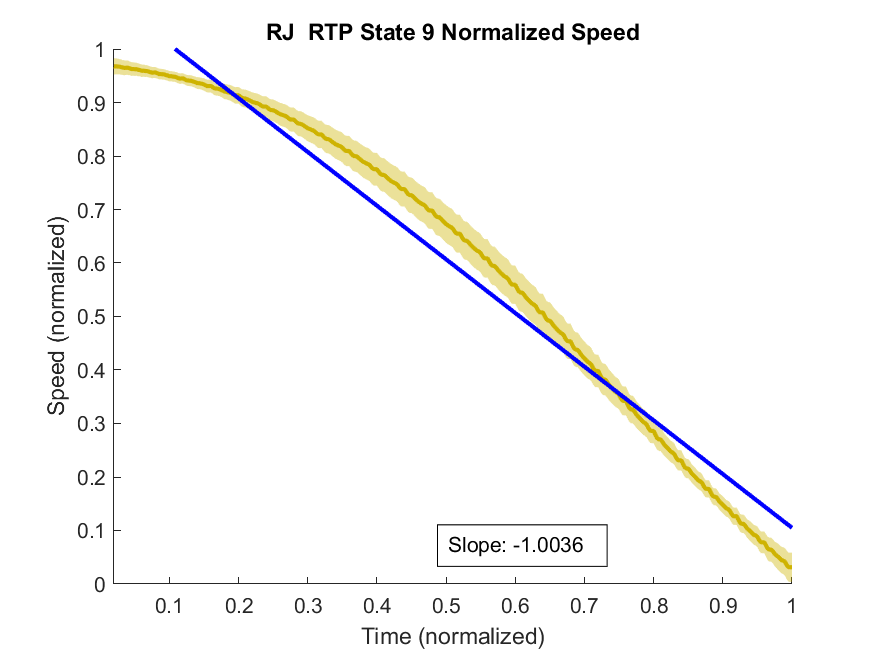 RJ  RTP State 9 Normalized Speed
1
0.9
0.8
0.7
0.6
0.5
0.4
0.3
0.2
0.1
0
Speed (normalized)
Slope: -1.0036
0.1 0.2 0.3 0.4 0.5 0.6 0.7 0.8 0.9 1
Time (normalized)